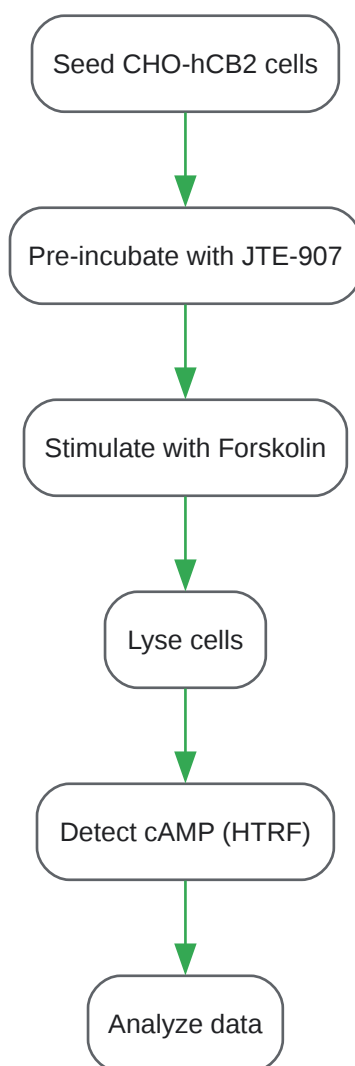 Seed CHO-hCB2 cells
Pre-incubate with JTE-907
Stimulate with Forskolin
Lyse cells
Detect cAMP (HTRF)
Analyze data